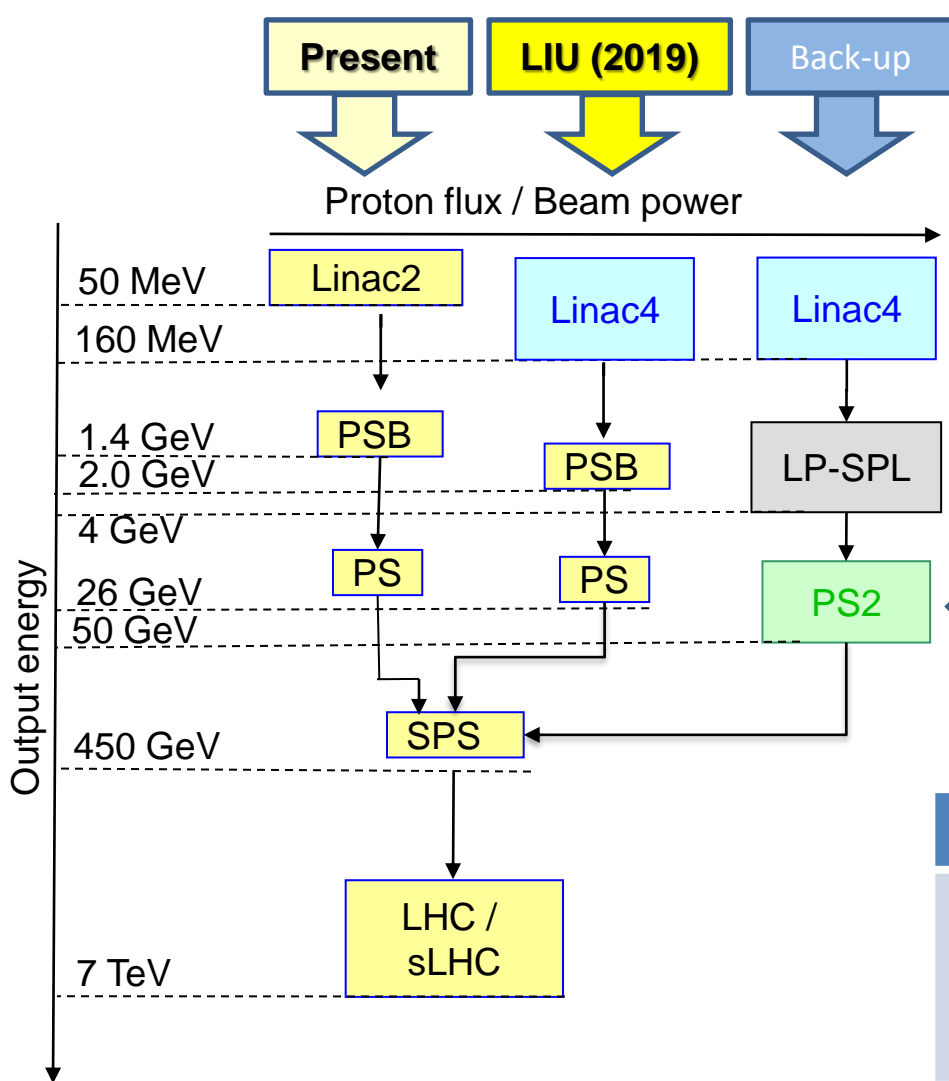 Present
LIU (2019)
Back-up
Proton flux / Beam power
Linac2
50 MeV
Linac4
Linac4
160 MeV
PSB
1.4 GeV
PSB
LP-SPL
2.0 GeV
4 GeV
PS
PS
PS2
26 GeV
50 GeV
Output energy
SPS
450 GeV
LHC /
sLHC
7 TeV